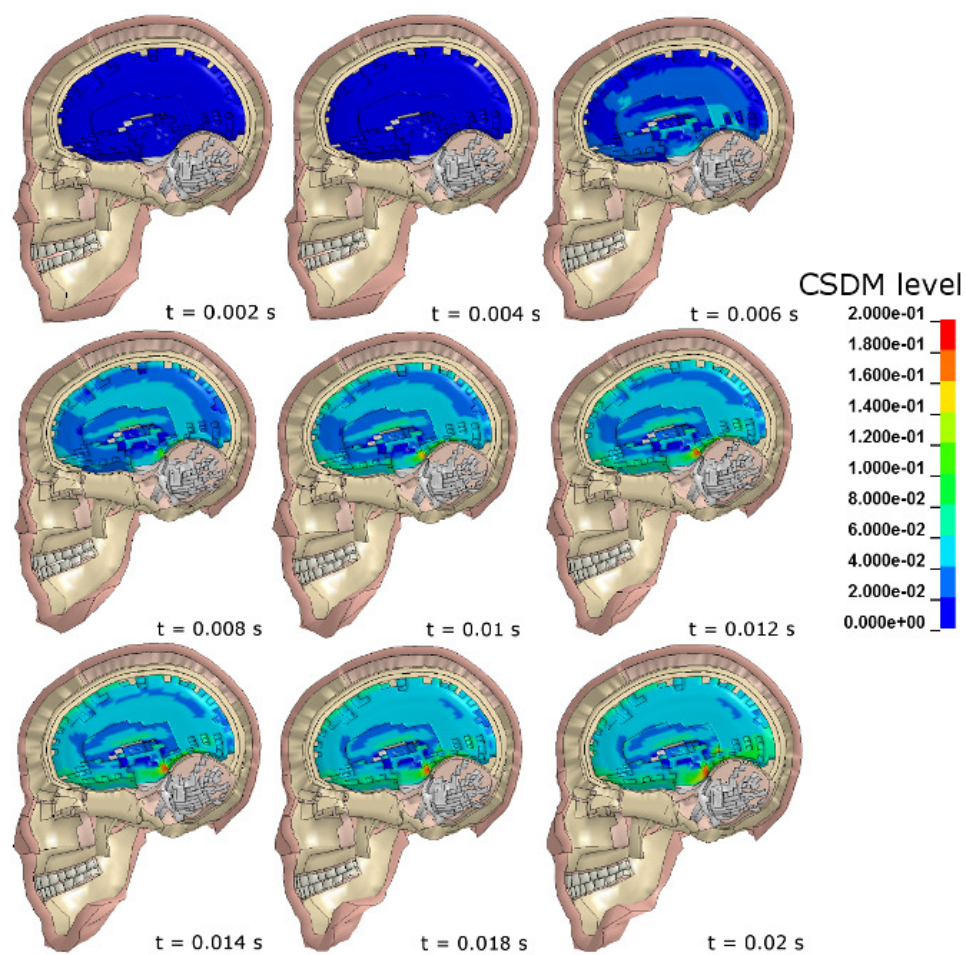 t = 0.002 s
t = 0.004 s
t = 0.006 s
CSDM level
2.000e-01
1.800e-01
1.600e-01
1.400e-01
1.200e-01
1.000e-01
8.000e-02
6.000e-02
4.000e-02
2.000e-02
0.000e+00
t = 0.008 s
t = 0.01 s
t = 0.012 s
t = 0.014 s
t = 0.018 s
t = 0.02 s